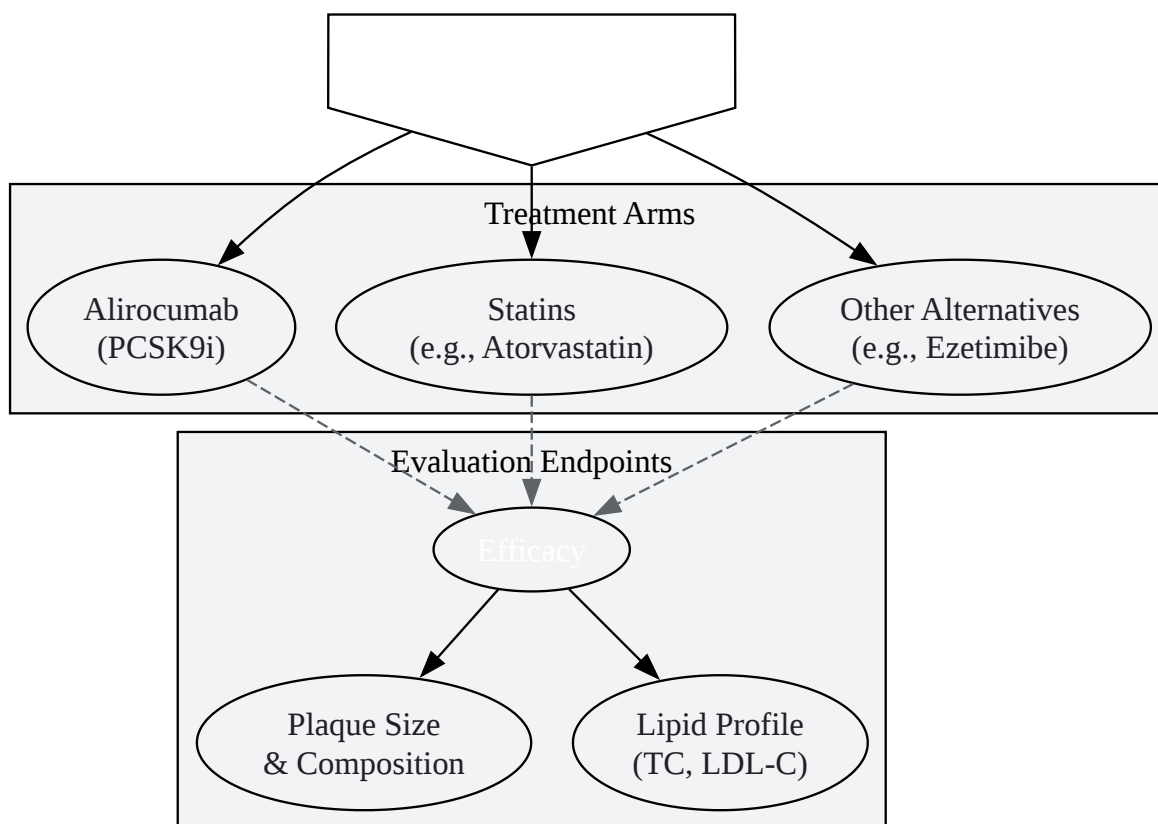 Treatment Arms
Alirocumab
(PCSK9i)
Statins
(e.g., Atorvastatin)
Other Alternatives
(e.g., Ezetimibe)
Evaluation Endpoints
Efficacy
Plaque Size
& Composition
Lipid Profile
(TC, LDL-C)